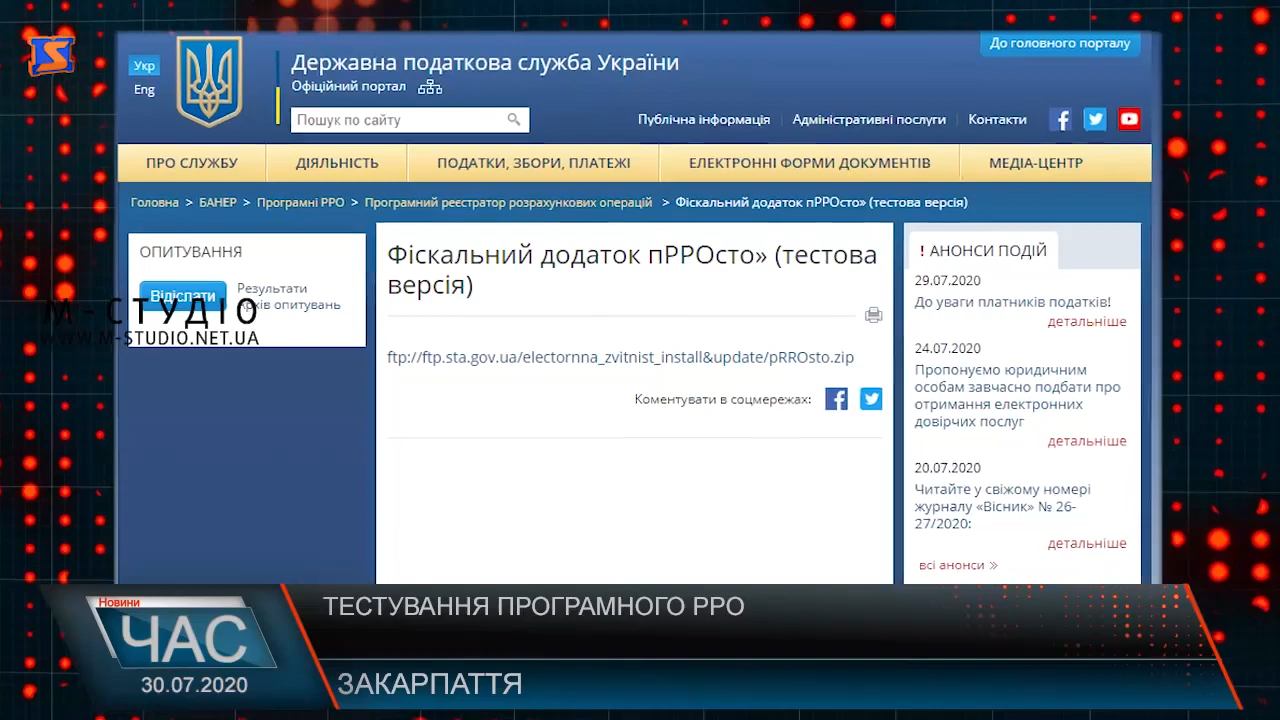 До головного порталу
Укр
Eng
Державна податкова служба України
Офіційний портал
Пошук по сайту
Публічна інформація
Адміністративні послуги
Контакти
ПРО СЛУЖБУ
ДІЯЛЬНІСТЬ
ПОДАТКИ, ЗБОРИ, ПЛАТЕЖІ
ЕЛЕКТРОННІ ФОРМИ ДОКУМЕНТІВ
МЕДІА-ЦЕНТР
Головна > БАНЕР > Програмні РРО > Програмний реєстратор розрахункових операцій > Фіскальний додаток пРРОсто» (тестова версія)
ОПИТУВАННЯ
Відіслати
Результати
Архів опитувань
М-СТУДІО
WWW.M-STUDIO.NET.UA
Фіскальний додаток пРРОсто» (тестова
версія)
ftp://ftp.sta.gov.ua/electornna_zvitnist_install&update/pRROsto.zip
Коментувати в соцмережах:
! АНОНСИ ПОДІЙ
29.07.2020
До уваги платників податків!
детальніше
24.07.2020
Пропонуємо юридичним
особам завчасно подбати про
отримання електронних
довірчих послуг
детальніше
20.07.2020
Читайте у свіжому номері
журналу «Вісник» № 26-
27/2020:
детальніше
всі анонси »
Новини
ЧАС
30.07.2020
ТЕСТУВАННЯ ПРОГРАМНОГО РРО
ЗАКАРПАТТЯ